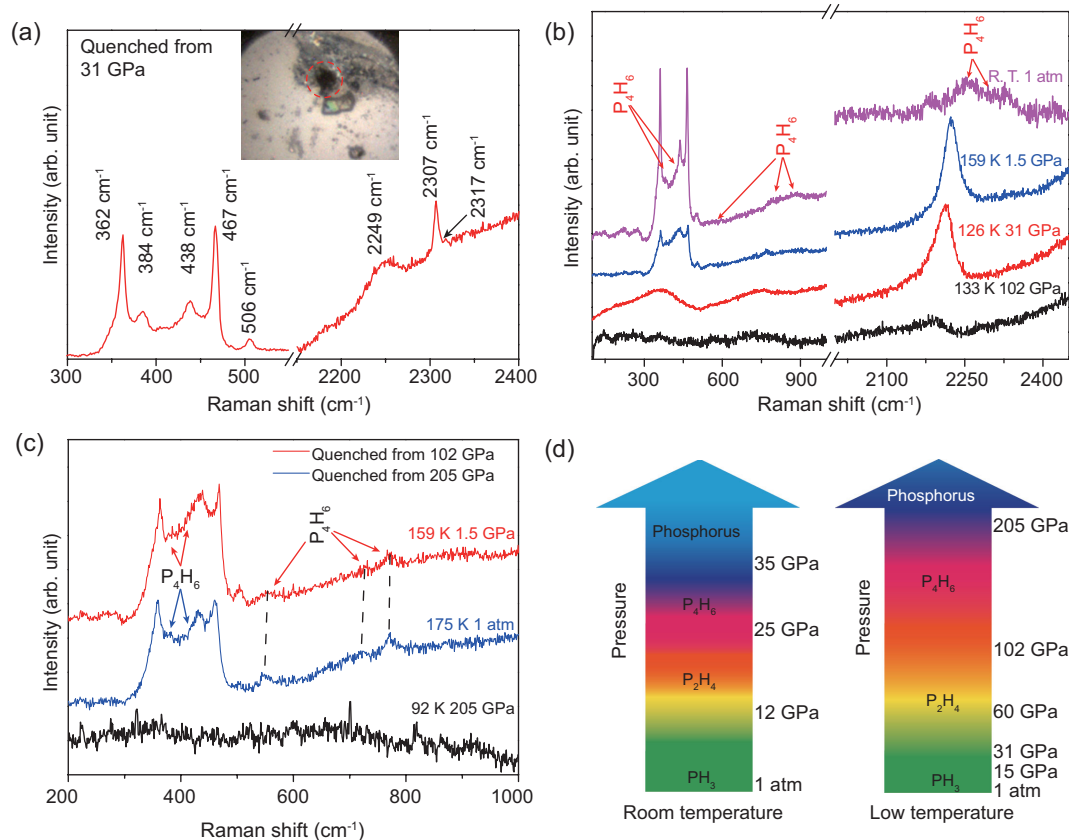 (a)
Quenched from
31 GPa
362 cm⁻¹
384 cm⁻¹
438 cm⁻¹
467 cm⁻¹
506 cm⁻¹
2249 cm⁻¹
2307 cm⁻¹
2317 cm⁻¹
Intensity (arb. unit)
300 400 500 2200 2300 2400
Raman shift (cm⁻¹)
(b)
P₄H₆
P₄H₆
P₄H₆
R. T. 1 atm
159 K 1.5 GPa
126 K 31 GPa
133 K 102 GPa
Intensity (arb. unit)
300 600 900 2100 2250 2400
Raman shift (cm⁻¹)
(c)
Quenched from 102 GPa
Quenched from 205 GPa
P₄H₆
159 K 1.5 GPa
P₄H₆
175 K 1 atm
92 K 205 GPa
Intensity (arb. unit)
200 400 600 800 1000
Raman shift (cm⁻¹)
(d)
Phosphorus
35 GPa
P₄H₆
25 GPa
P₂H₄
12 GPa
PH₃
1 atm
Pressure
Room temperature
Phosphorus
205 GPa
P₄H₆
102 GPa
P₂H₄
60 GPa
31 GPa
15 GPa
PH₃
1 atm
Pressure
Low temperature